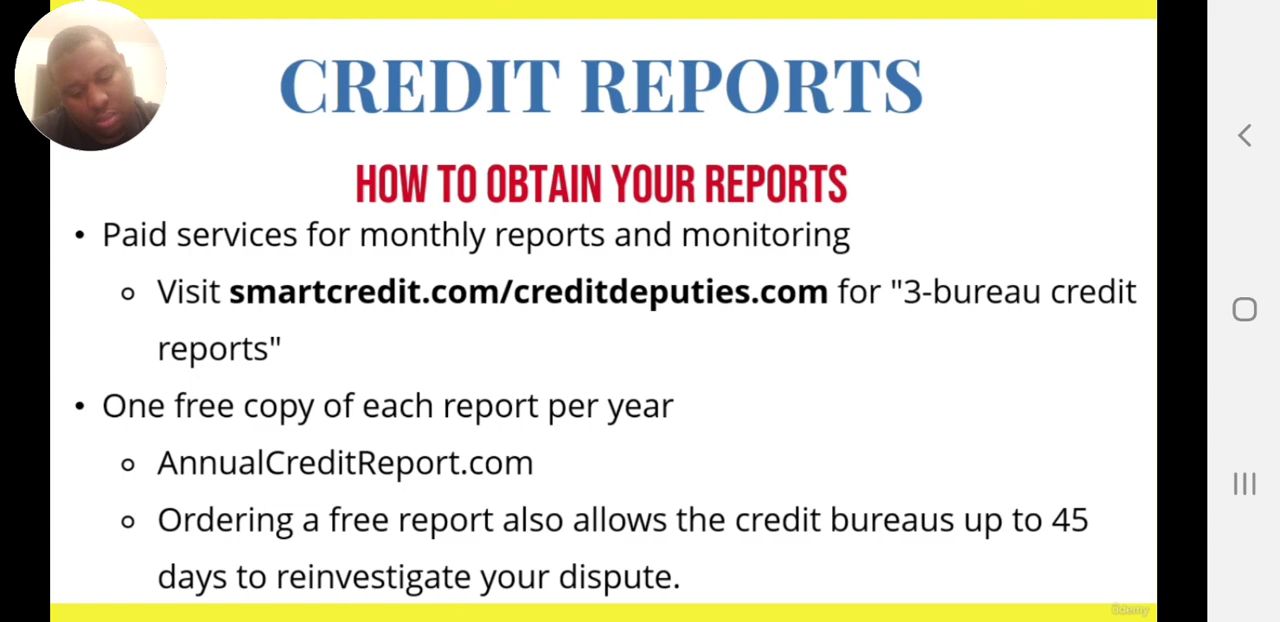 CREDIT REPORTS
HOW TO OBTAIN YOUR REPORTS
• Paid services for monthly reports and monitoring
o Visit smartcredit.com/creditdeputies.com for "3-bureau credit
reports"
• One free copy of each report per year
o AnnualCreditReport.com
o Ordering a free report also allows the credit bureaus up to 45
days to reinvestigate your dispute.
ûdemy